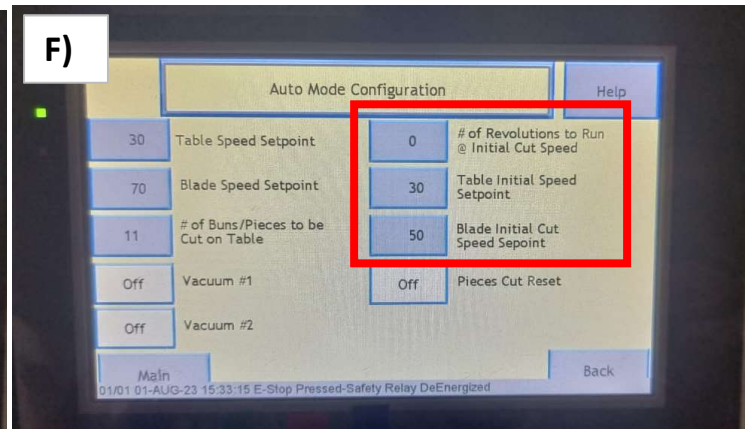 F)
Auto Mode Configuration
Help
30 Table Speed Setpoint
70 Blade Speed Setpoint
11 # of Buns/Pieces to be
Cut on Table
Off Vacuum #1
Off Vacuum #2
0 # of Revolutions to Run
@ Initial Cut Speed
30 Table Initial Speed
Setpoint
50 Blade Initial Cut
Speed Sepoint
Off Pieces Cut Reset
Main
Back
01/01 01-AUG-23 15:33:15 E-Stop Pressed-Safety Relay DeEnergized